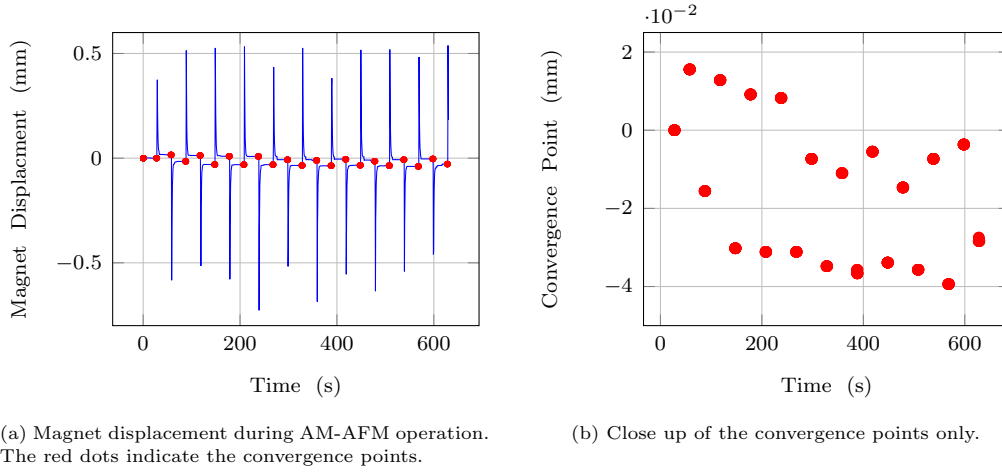 0.5
0
−0.5
0
200
400
600
Time (s)
Magnet Displacment (mm)
(a) Magnet displacement during AM-AFM operation.
The red dots indicate the convergence points.
·10−2
2
0
−2
−4
0
200
400
600
Time (s)
Convergence Point (mm)
(b) Close up of the convergence points only.